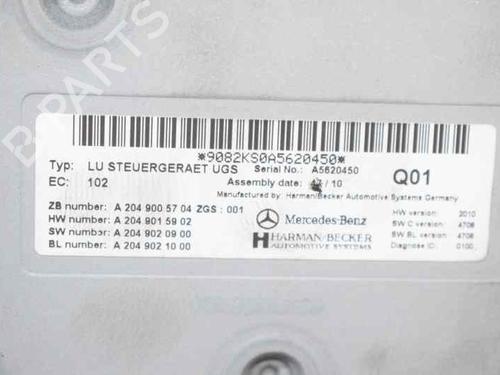 B PARTS
*9082KS0A5620450*
Typ: LU STEUERGERAET UGS Serial No.: A5620450
EC: 102 Assembly date: /10 Q01
Manufactured by: Harman/Becker Automotive Systems Germany
ZB number: A 204 900 57 04 ZGS : 001
HW number: A 204 901 59 02
SW number: A 204 902 09 00
BL number: A 204 902 10 00
Mercedes-Benz
HARMAN/BECKER
AUTOMOTIVE SYSTEMS
HW version: 2010
SW C version: 4708
SW BL version: 4708
Diagnose ID: 0100